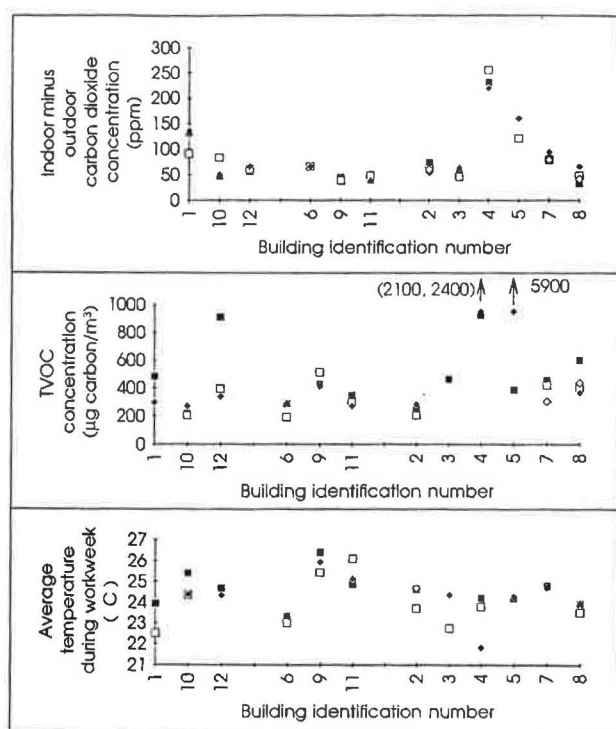 Indoor minus
outdoor
carbon dioxide
concentration
(ppm)
300
250
200
150
100
50
0
1 10 12 6 9 11 2 3 4 5 7 8
Building identification number
TVOC
concentration
(µg carbon/m³)
(2100, 2400)
5900
1000
800
600
400
200
0
1 10 12 6 9 11 2 3 4 5 7 8
Building identification number
Average
temperature
during workweek
( C)
27
26
25
24
23
22
21
1 10 12 6 9 11 2 3 4 5 7 8
Building identification number